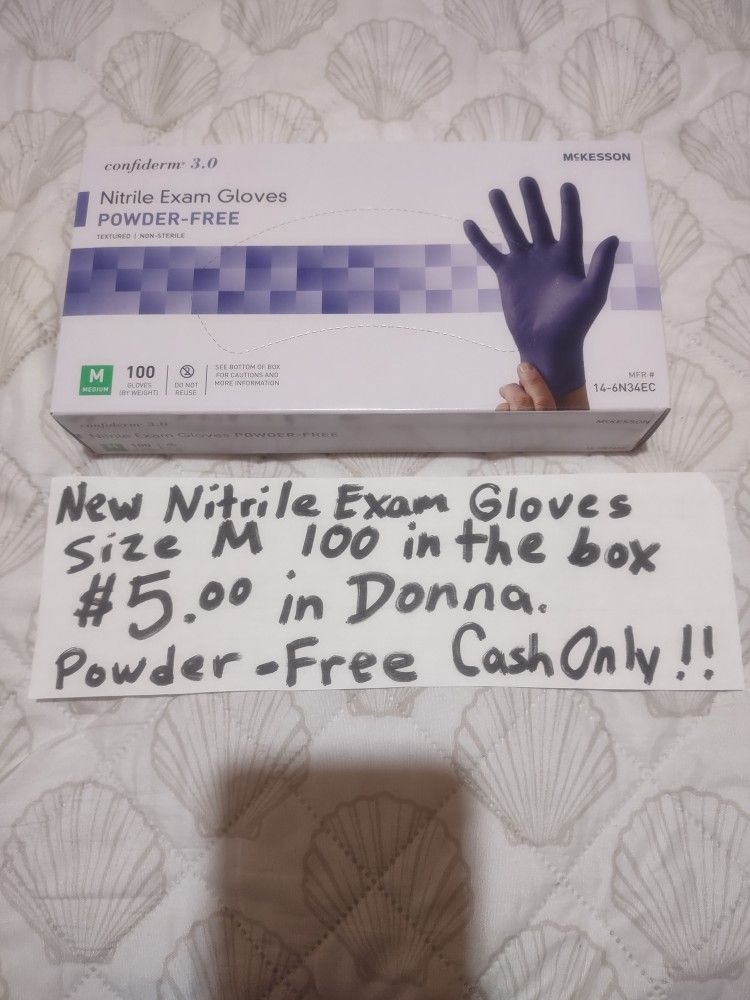 confiderm® 3.0
McKESSON
Nitrile Exam Gloves
POWDER-FREE
TEXTURED | NON-STERILE
M
MEDIUM
100
GLOVES
(BY WEIGHT)
DO NOT
REUSE
SEE BOTTOM OF BOX
FOR CAUTIONS AND
MORE INFORMATION
MFR #
14-6N34EC
confiderm® 3.0
McKESSON
Nitrile Exam Gloves POWDER-FREE
100
New Nitrile Exam Gloves
Size M 100 in the box
#5.00 in Donna.
Powder-Free Cash Only!!